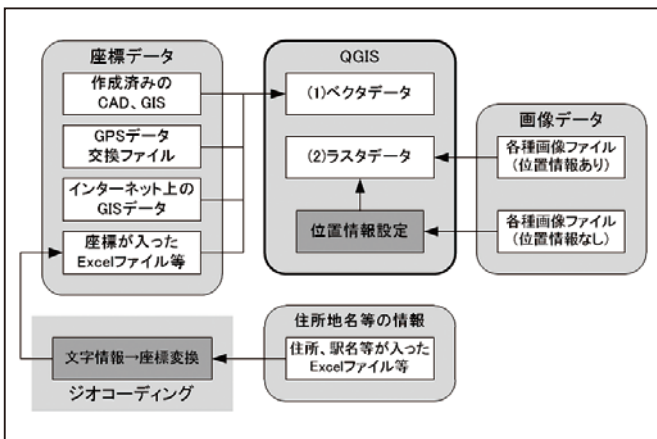 座標データ
作成済みの
CAD、GIS
GPSデータ
交換ファイル
インターネット上の
GISデータ
座標が入った
Excelファイル等
QGIS
(1)ベクタデータ
(2)ラスタデータ
位置情報設定
画像データ
各種画像ファイル
(位置情報あり)
各種画像ファイル
(位置情報なし)
文字情報→座標変換
ジオコーディング
住所地名等の情報
住所、駅名等が入った
Excelファイル等